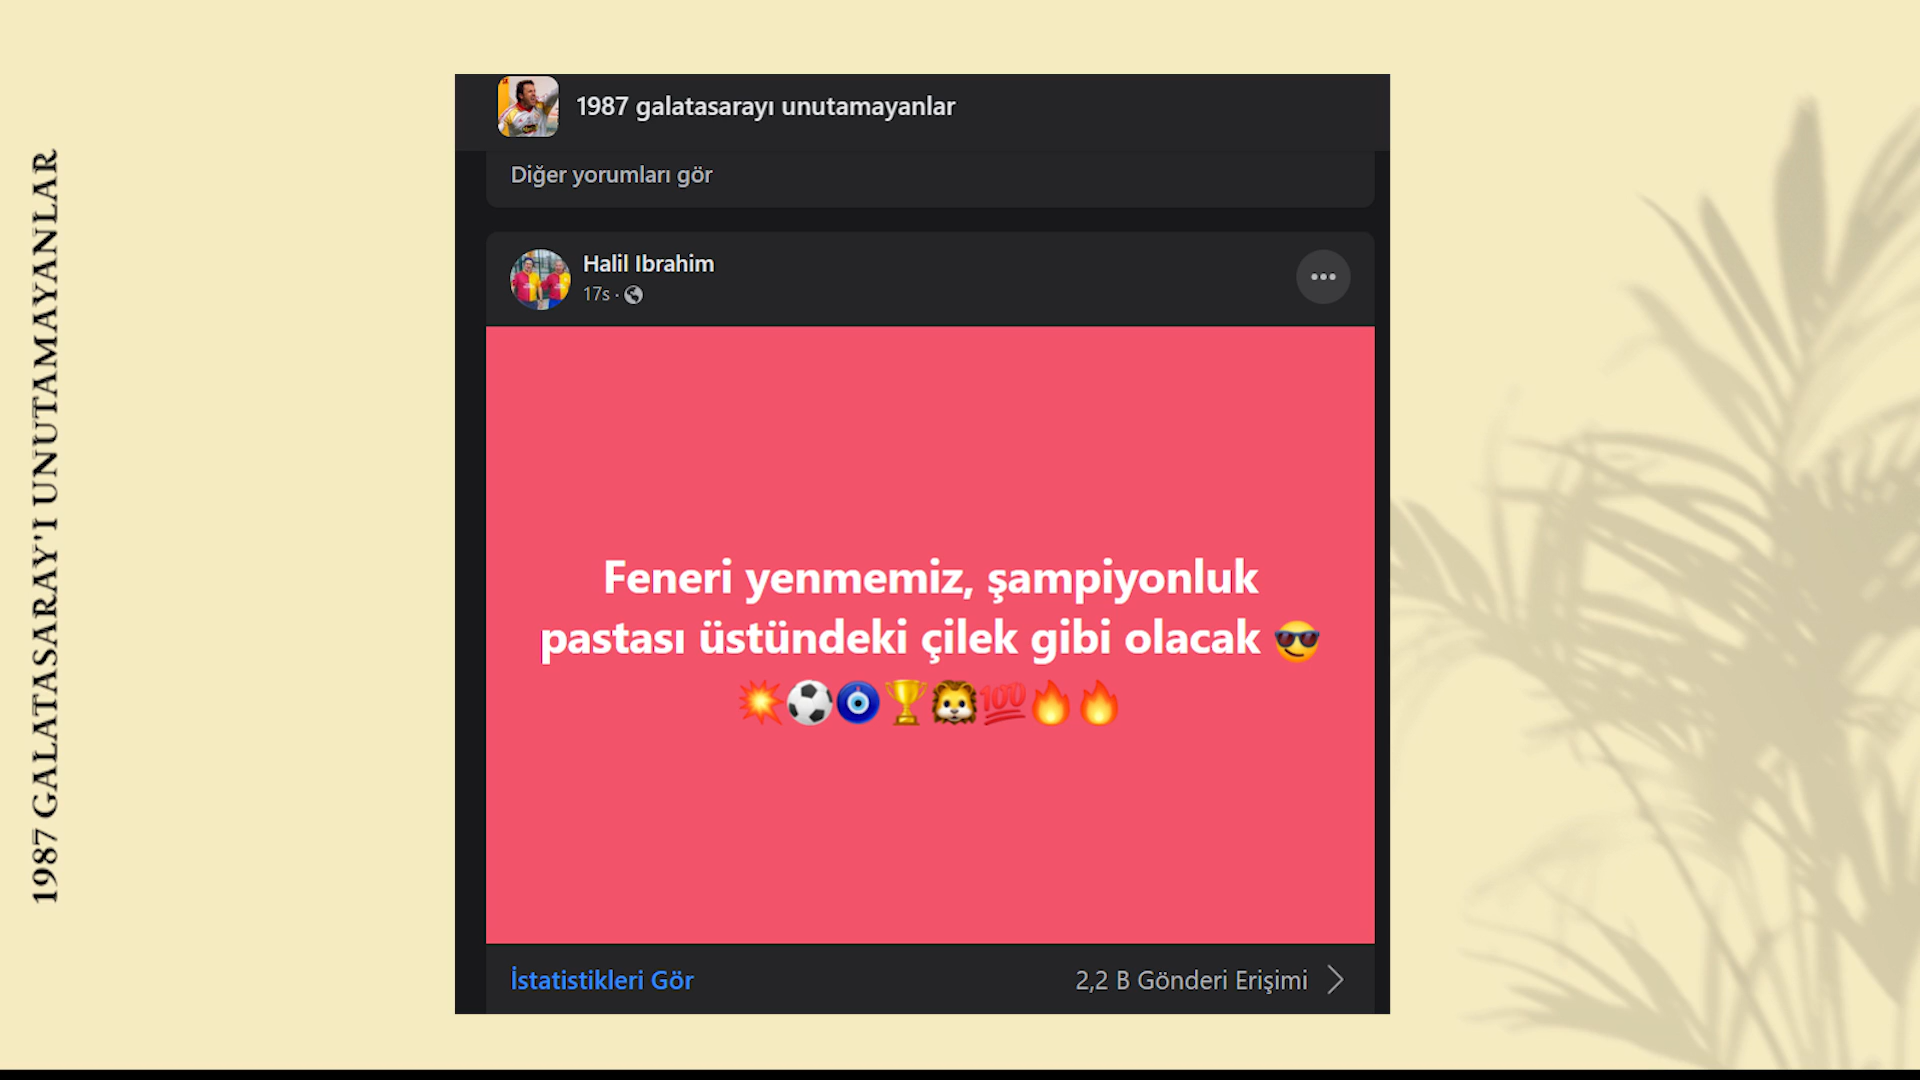 1987 GALATASARAY'I UNUTAMAYANLAR
1987 galatasarayı unutamayanlar
Diğer yorumları gör
Halil Ibrahim
17s ·
Feneri yenmemiz, şampiyonluk
pastası üstündeki çilek gibi olacak 😎
💥⚽🧿🏆🦁💯🔥🔥
İstatistikleri Gör
2,2 B Gönderi Erişimi